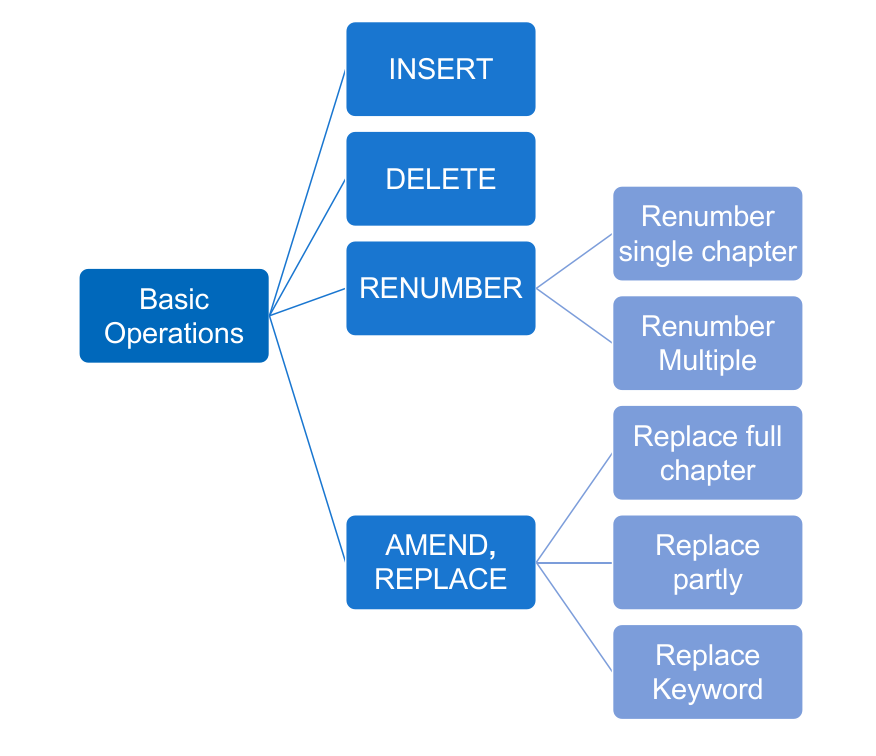 Basic
Operations
INSERT
DELETE
RENUMBER
Renumber
single chapter
Renumber
Multiple
AMEND,
REPLACE
Replace full
chapter
Replace
partly
Replace
Keyword